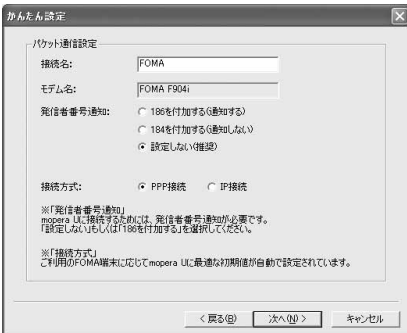 かんたん設定
パケット通信設定
接続名: FOMA
モデム名: FOMA F904i
発信者番号通知: 186を付加する(通知する)
184を付加する(通知しない)
設定しない(推奨)
接続方式: PPP接続 IP接続
※「発信者番号通知」
mopera Uに接続するためには、発信者番号通知が必要です。
「設定しない」もしくは「186を付加する」を選択してください。
※「接続方式」
ご利用のFOMA端末に応じてmopera Uに最適な初期値が自動で設定されています。
< 戻る(B) 次へ(N) > キャンセル